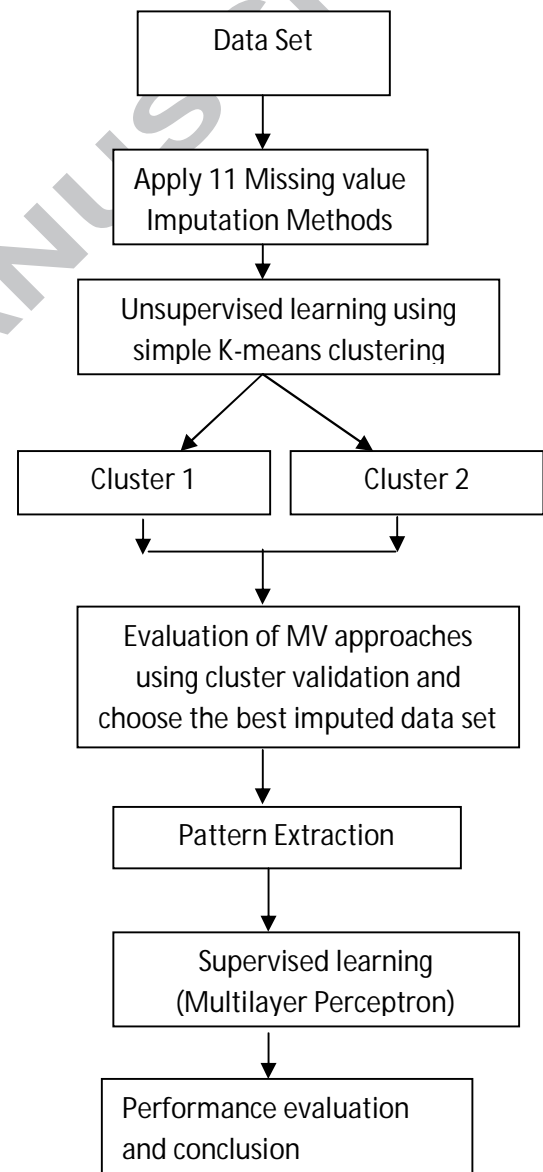 Data Set
Apply 11 Missing value
Imputation Methods
Unsupervised learning using
simple K-means clustering
Cluster 1
Cluster 2
Evaluation of MV approaches
using cluster validation and
choose the best imputed data set
Pattern Extraction
Supervised learning
(Multilayer Perceptron)
Performance evaluation
and conclusion